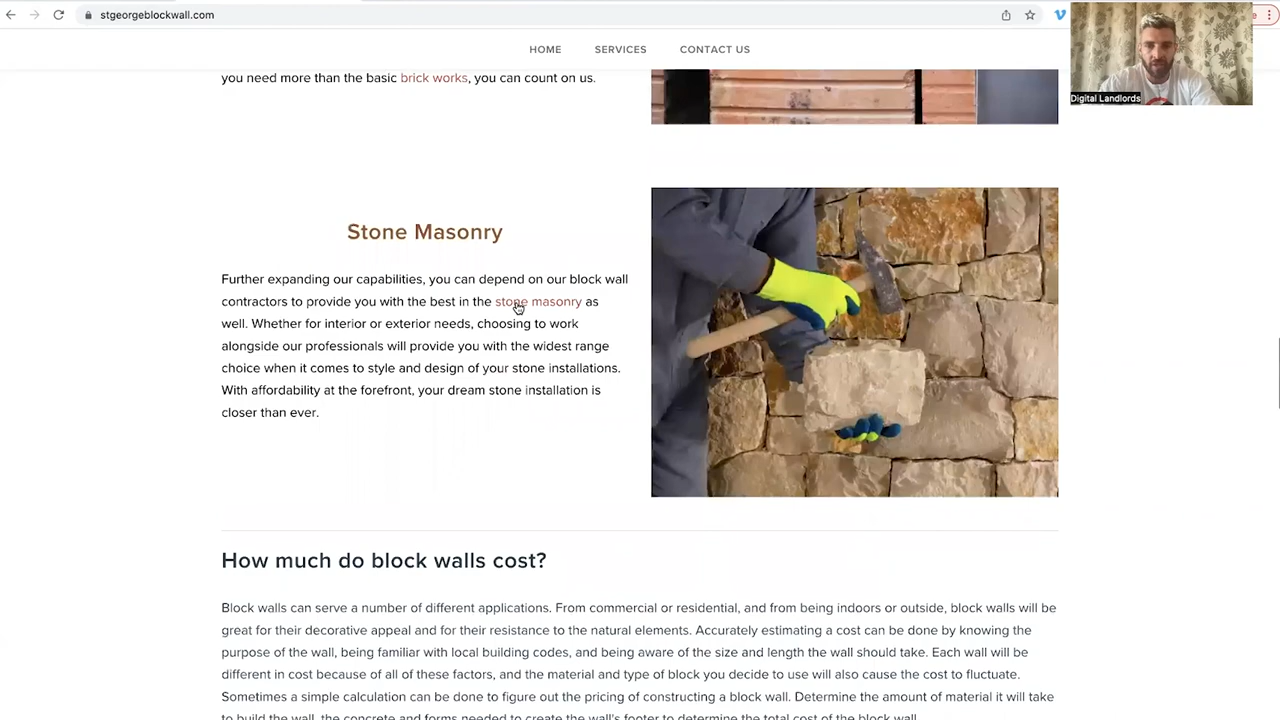 stgeorgeblockwall.com
HOME SERVICES CONTACT US
you need more than the basic brick works, you can count on us.
Digital Landlords
Stone Masonry
Further expanding our capabilities, you can depend on our block wall
contractors to provide you with the best in the stone masonry as
well. Whether for interior or exterior needs, choosing to work
alongside our professionals will provide you with the widest range
choice when it comes to style and design of your stone installations.
With affordability at the forefront, your dream stone installation is
closer than ever.
How much do block walls cost?
Block walls can serve a number of different applications. From commercial or residential, and from being indoors or outside, block walls will be
great for their decorative appeal and for their resistance to the natural elements. Accurately estimating a cost can be done by knowing the
purpose of the wall, being familiar with local building codes, and being aware of the size and length the wall should take. Each wall will be
different in cost because of all of these factors, and the material and type of block you decide to use will also cause the cost to fluctuate.
Sometimes a simple calculation can be done to figure out the pricing of constructing a block wall. Determine the amount of material it will take
to build the wall, the concrete and forms needed to create the wall's footer to determine the total cost of the block wall.